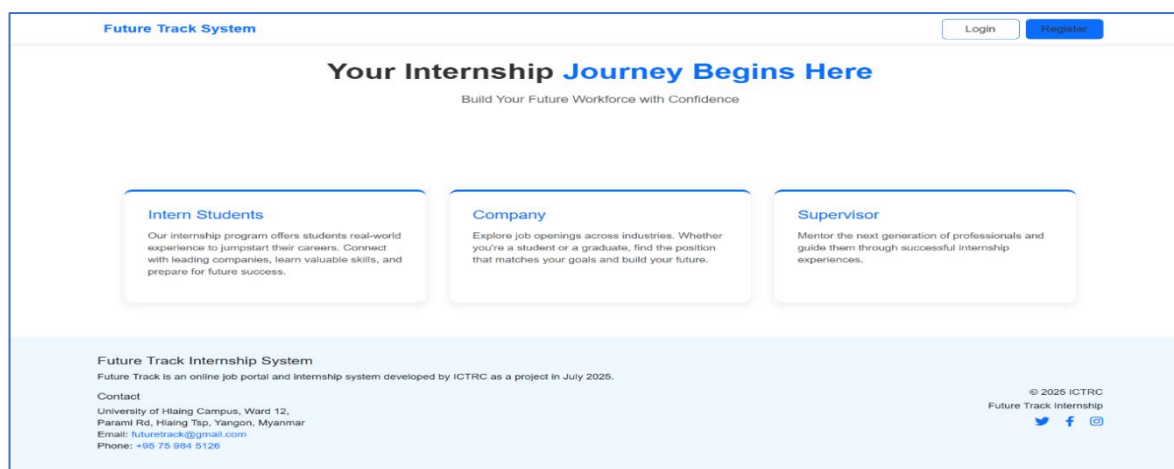 Future Track System
Login
Register
Your Internship Journey Begins Here
Build Your Future Workforce with Confidence
Intern Students
Our internship program offers students real-world
experience to jumpstart their careers. Connect
with leading companies, learn valuable skills, and
prepare for future success.
Company
Explore job openings across industries. Whether
you're a student or a graduate, find the position
that matches your goals and build your future.
Supervisor
Mentor the next generation of professionals and
guide them through successful internship
experiences.
Future Track Internship System
Future Track is an online job portal and internship system developed by ICTRC as a project in July 2025.
Contact
University of Hlaing Campus, Ward 12,
Parami Rd, Hlaing Tsp, Yangon, Myanmar
Email: futuretrack@gmail.com
Phone: +95 75 984 5126
© 2025 ICTRC
Future Track Internship